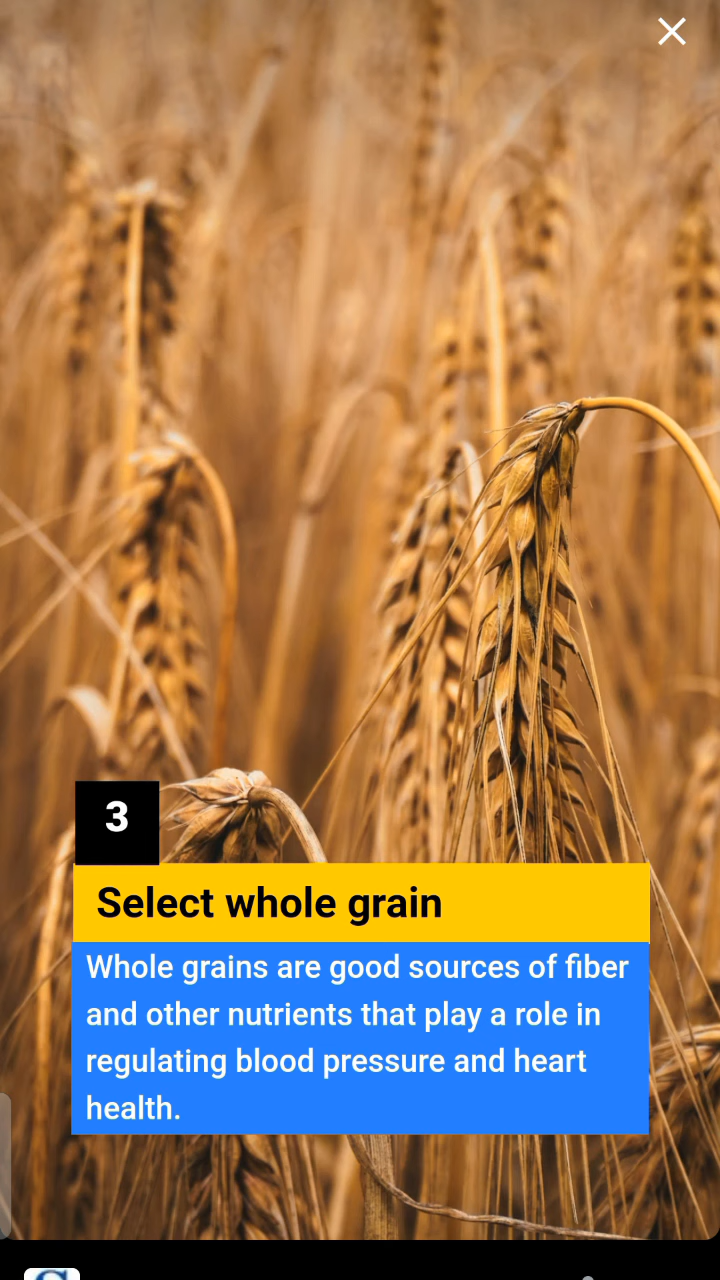 3
Select whole grain
Whole grains are good sources of fiber
and other nutrients that play a role in
regulating blood pressure and heart
health.